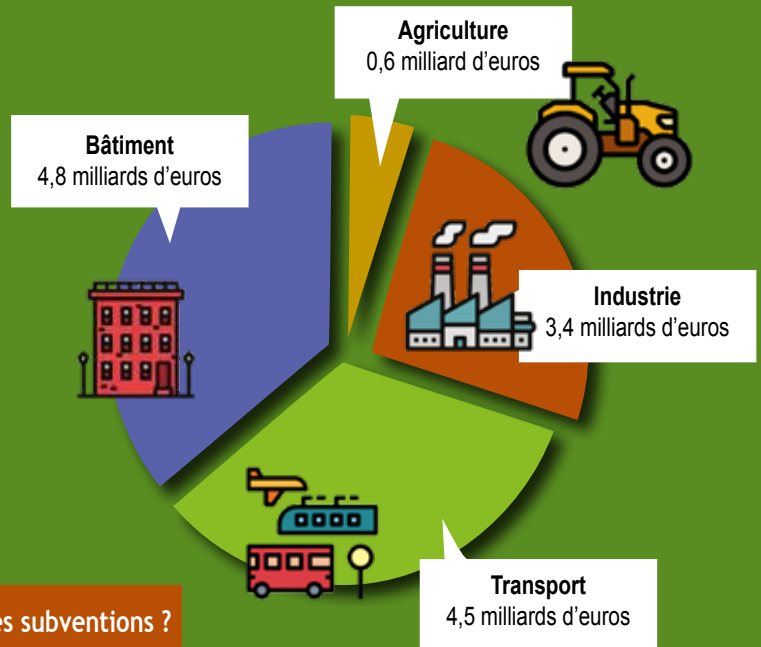 Agriculture
0,6 milliard d’euros
Bâtiment
4,8 milliards d’euros
Industrie
3,4 milliards d’euros
Transport
4,5 milliards d’euros
subventions ?